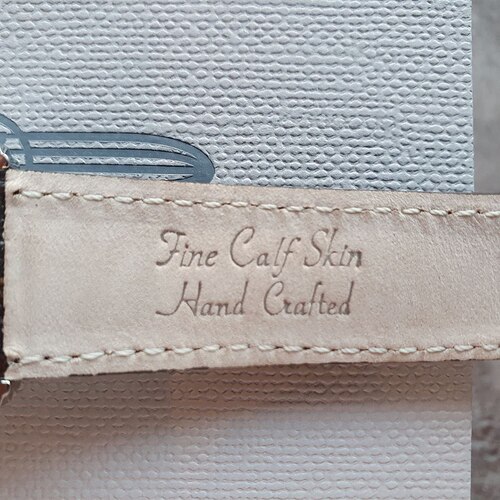 Fine Calf Skin
Hand Crafted